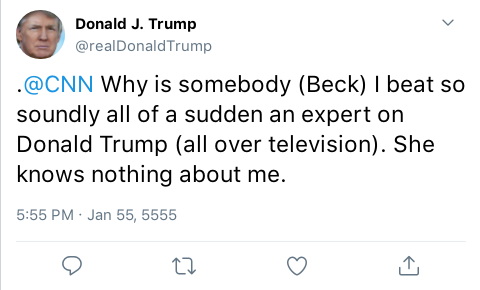 Donald J. Trump
@realDonaldTrump
.@CNN Why is somebody (Beck) I beat so
soundly all of a sudden an expert on
Donald Trump (all over television). She
knows nothing about me.
5:55 PM · Jan 55, 5555